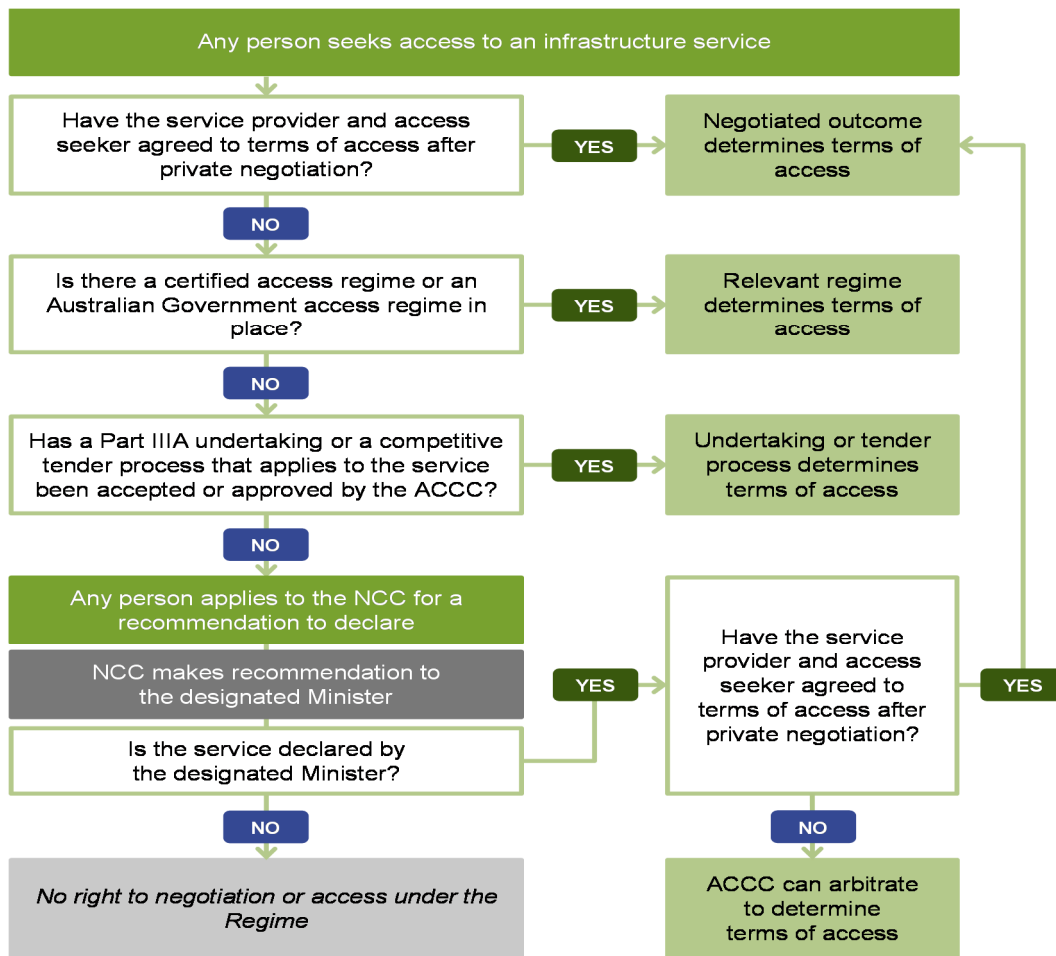 Any person seeks access to an infrastructure service
Have the service provider and access
seeker agreed to terms of access after
private negotiation?
YES
Negotiated outcome
determines terms of
access
NO
Is there a certified access regime or an
Australian Government access regime in
place?
YES
Relevant regime
determines terms of
access
NO
Has a Part IIIA undertaking or a competitive
tender process that applies to the service
been accepted or approved by the ACCC?
YES
Undertaking or tender
process determines
terms of access
NO
Any person applies to the NCC for a
recommendation to declare
NCC makes recommendation to
the designated Minister
Is the service declared by
the designated Minister?
YES
Have the service
provider and access
seeker agreed to
terms of access after
private negotiation?
YES
NO
No right to negotiation or access under the
Regime
NO
ACCC can arbitrate
to determine
terms of access